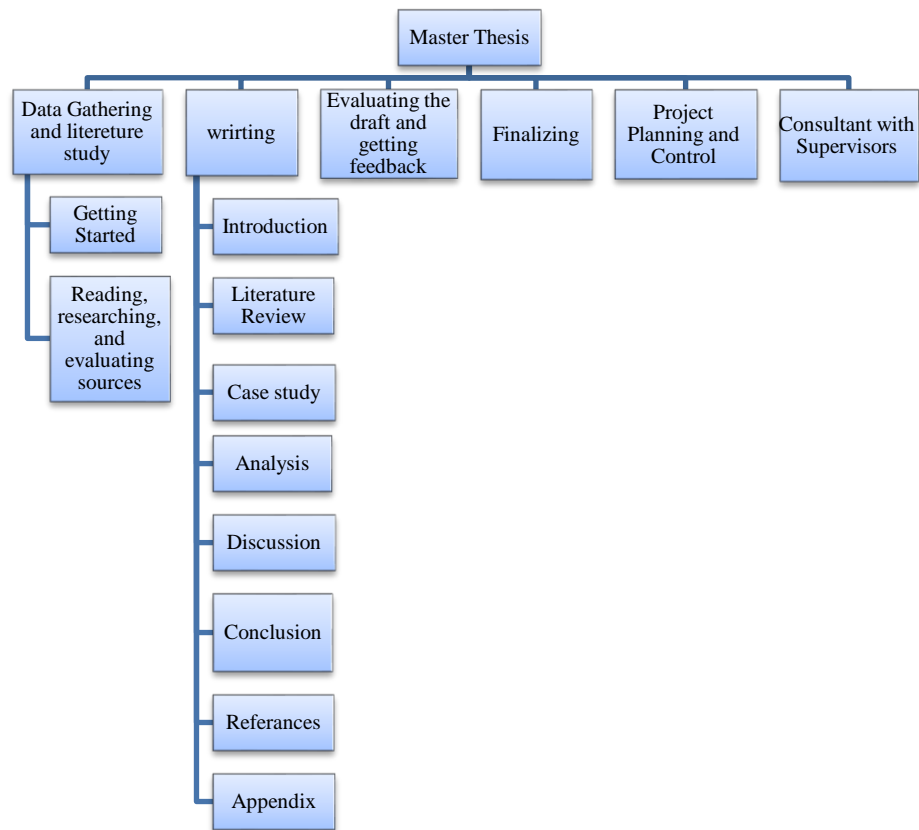 Master Thesis
Data Gathering
and litereture
study
wrirting
Evaluating the
draft and
getting
feedback
Finalizing
Project
Planning and
Control
Consultant with
Supervisors
Getting
Started
Reading,
researching,
and
evaluating
sources
Introduction
Literature
Review
Case study
Analysis
Discussion
Conclusion
Referances
Appendix